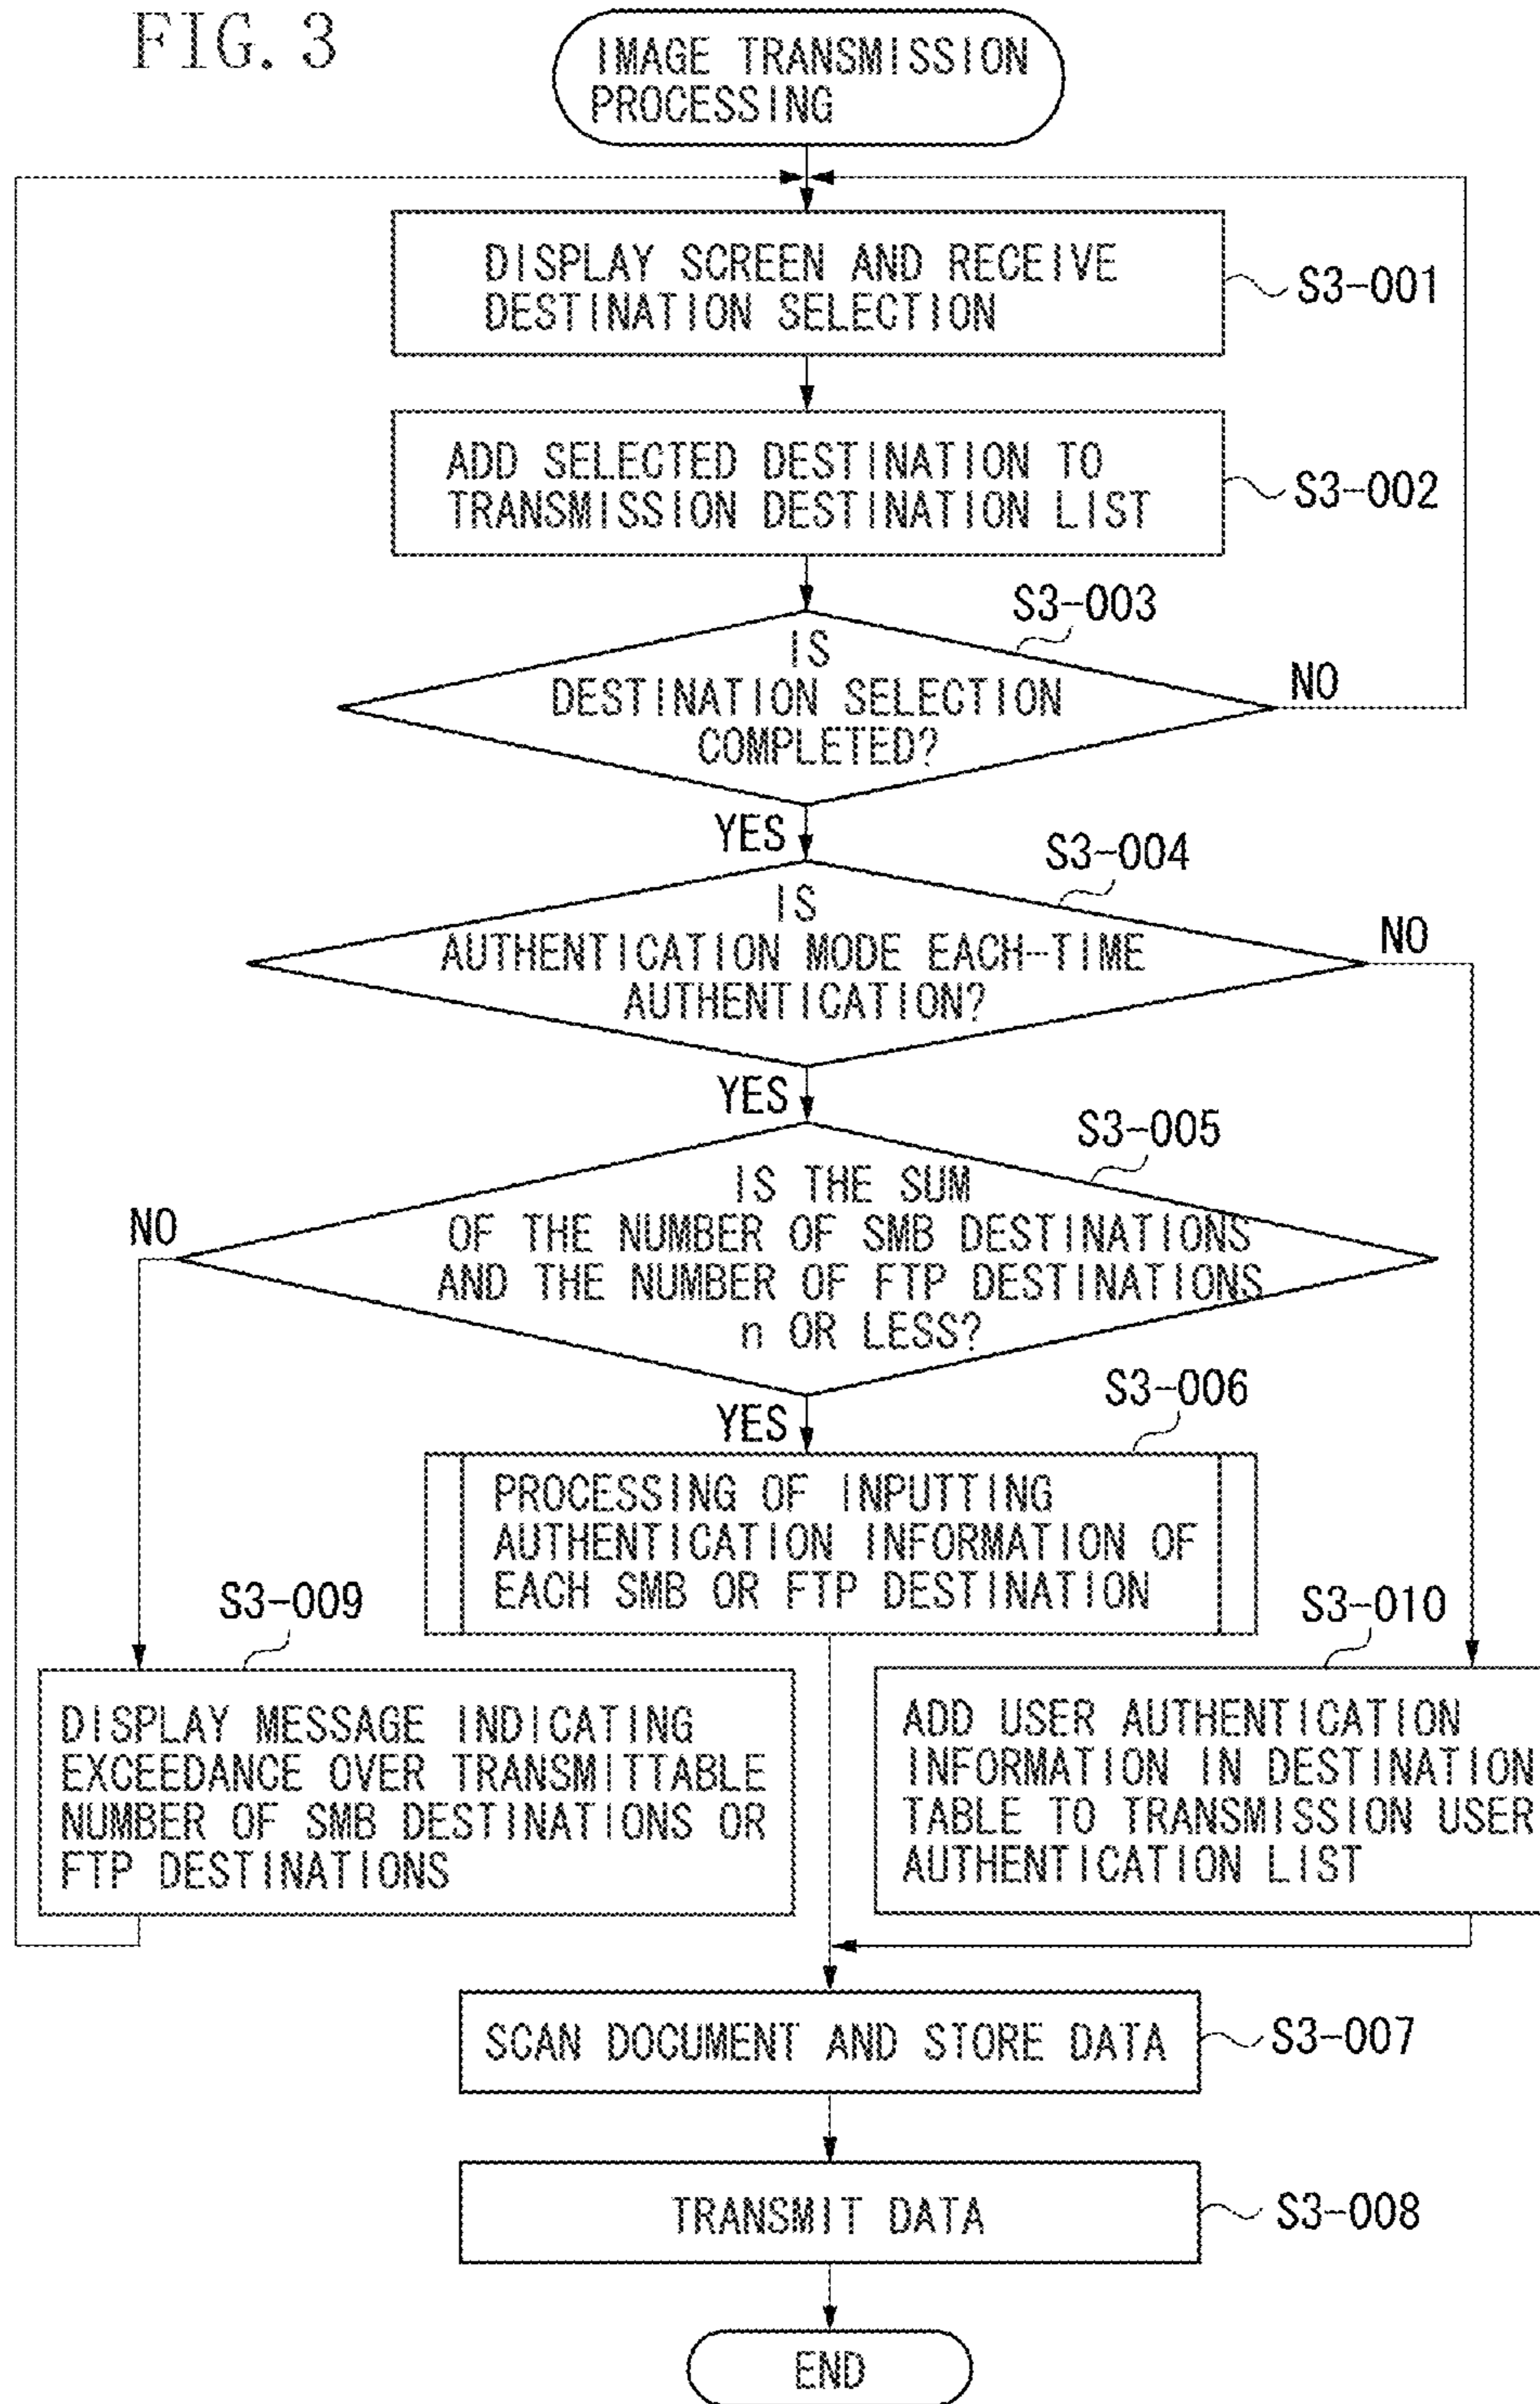 FIG. 3
IMAGE TRANSMISSION
PROCESSING
DISPLAY SCREEN AND RECEIVE
DESTINATION SELECTION
S3-001
ADD SELECTED DESTINATION TO
TRANSMISSION DESTINATION LIST
S3-002
S3-003
IS
DESTINATION SELECTION
COMPLETED?
NO
YES
S3-004
IS
AUTHENTICATION MODE EACH-TIME
AUTHENTICATION?
NO
YES
S3-005
IS THE SUM
OF THE NUMBER OF SMB DESTINATIONS
AND THE NUMBER OF FTP DESTINATIONS
n OR LESS?
NO
YES
S3-006
PROCESSING OF INPUTTING
AUTHENTICATION INFORMATION OF
EACH SMB OR FTP DESTINATION
S3-009
DISPLAY MESSAGE INDICATING
EXCEEDANCE OVER TRANSMITTABLE
NUMBER OF SMB DESTINATIONS OR
FTP DESTINATIONS
S3-010
ADD USER AUTHENTICATION
INFORMATION IN DESTINATION
TABLE TO TRANSMISSION USER
AUTHENTICATION LIST
SCAN DOCUMENT AND STORE DATA
S3-007
TRANSMIT DATA
S3-008
END